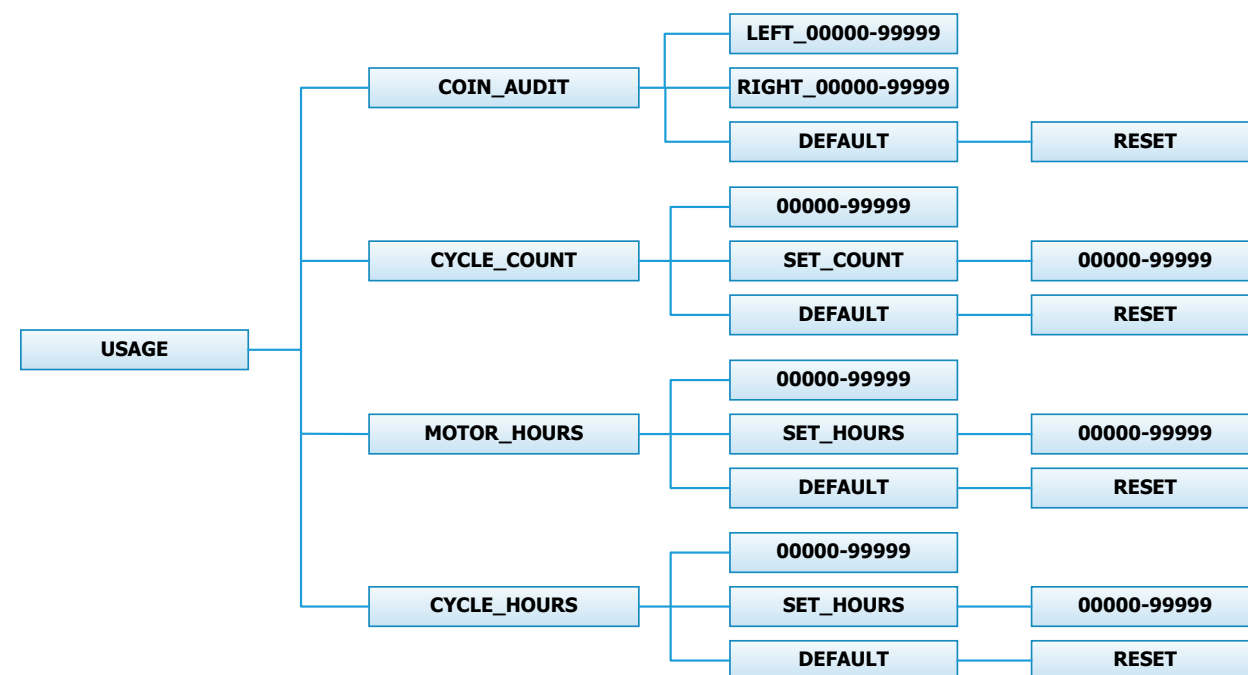 USAGE
COIN_AUDIT
LEFT_00000-99999
RIGHT_00000-99999
DEFAULT
RESET
CYCLE_COUNT
00000-99999
SET_COUNT
00000-99999
DEFAULT
RESET
MOTOR_HOURS
00000-99999
SET_HOURS
00000-99999
DEFAULT
RESET
CYCLE_HOURS
00000-99999
SET_HOURS
00000-99999
DEFAULT
RESET